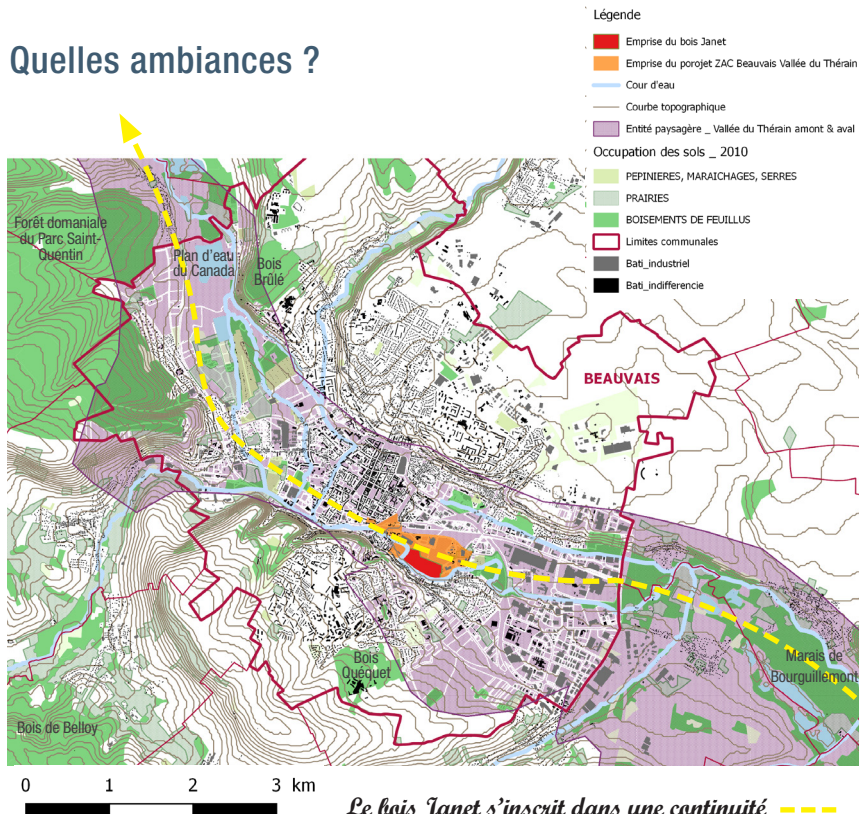 Quelles ambiances ?
Légende
Emprise du bois Janet
Emprise du porojet ZAC Beauvais Vallée du Thérain
Cour d'eau
Courbe topographique
Entité paysagère _ Vallée du Thérain amont & aval
Occupation des sols _ 2010
PEPINIERES, MARAICHAGES, SERRES
PRAIRIES
BOISEMENTS DE FEUILLUS
Limites communales
Bati_industriel
Bati_indifferencie
Forêt domaniale
du Parc Saint-
Quentin
Plan d'eau
du Canada
Bois
Brûlé
BEAUVAIS
Bois
Quéquet
Marais de
Bourguillemont
Bois de Belloy
0 1 2 3 km
Le bois Janet s'inscrit dans une continuité